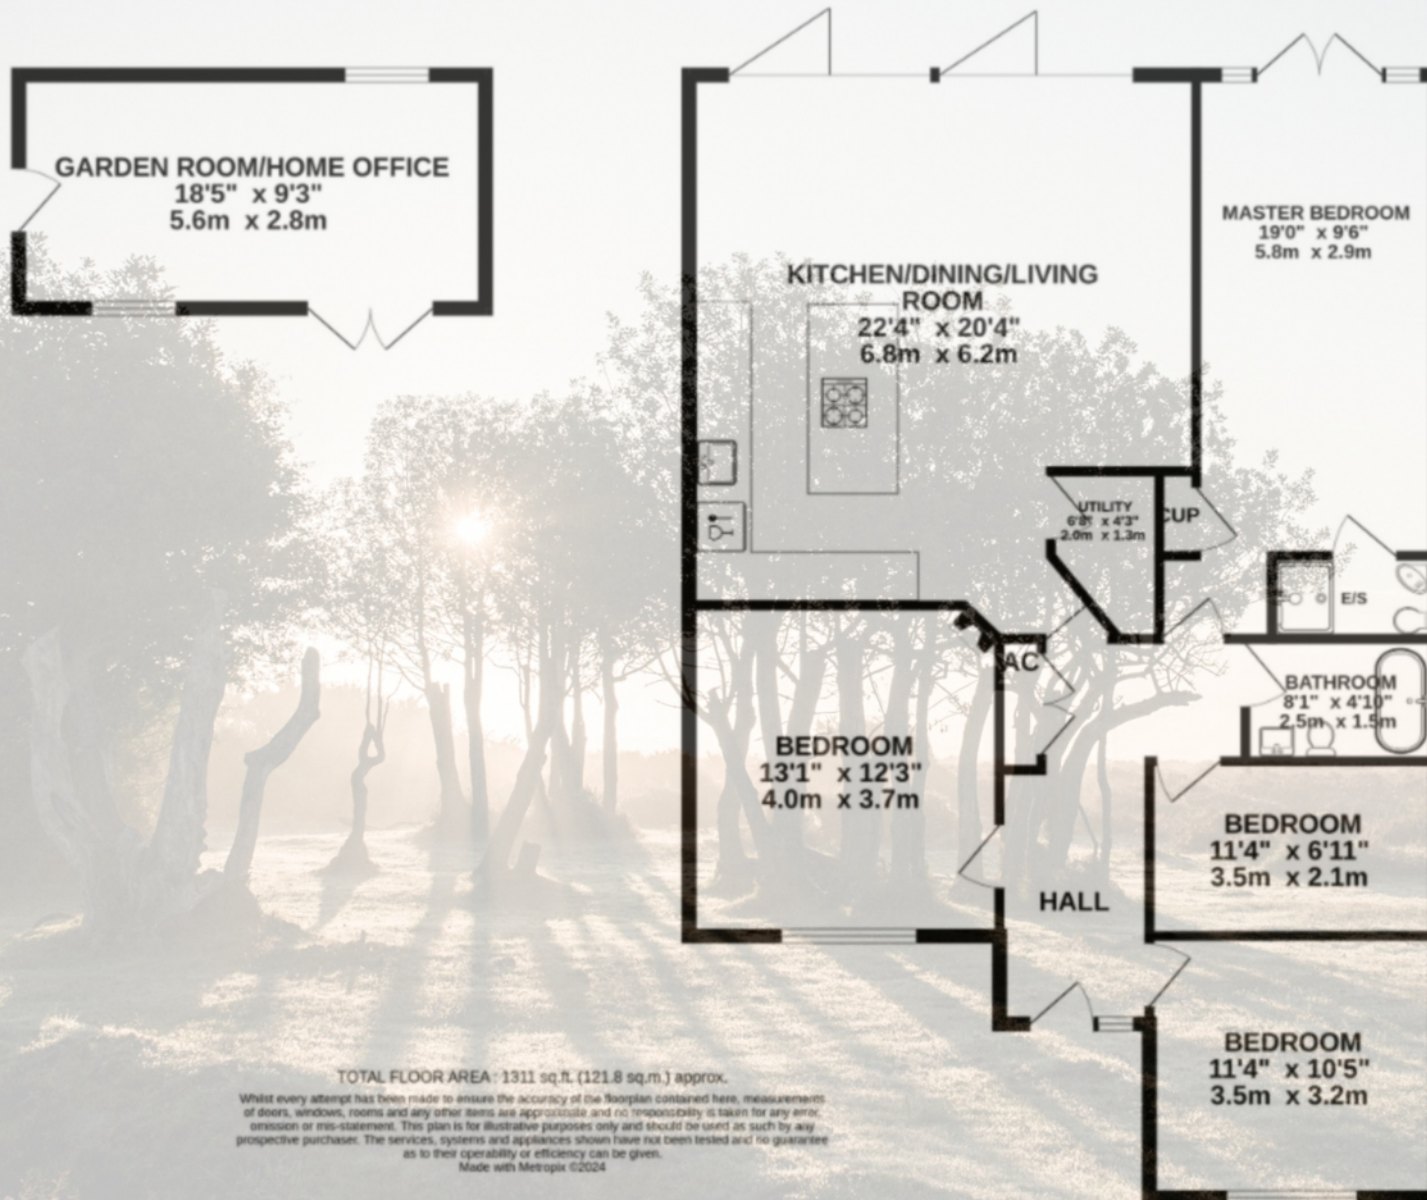 GARDEN ROOM/HOME OFFICE
18'5" x 9'3"
5.6m x 2.8m
KITCHEN/DINING/LIVING
ROOM
22'4" x 20'4"
6.8m x 6.2m
MASTER BEDROOM
19'0" x 9'6"
5.8m x 2.9m
UTILITY
6'8" x 4'3"
2.0m x 1.3m
CUP
E/S
AC
BATHROOM
8'1" x 4'10"
2.5m x 1.5m
BEDROOM
13'1" x 12'3"
4.0m x 3.7m
BEDROOM
11'4" x 6'11"
3.5m x 2.1m
HALL
BEDROOM
11'4" x 10'5"
3.5m x 3.2m
TOTAL FLOOR AREA : 1311 sq.ft. (121.8 sq.m.) approx.
Whilst every attempt has been made to ensure the accuracy of the floorplan contained here, measurements
of doors, windows, rooms and any other items are approximate and no responsibility is taken for any error,
omission or mis-statement. This plan is for illustrative purposes only and should be used as such by any
prospective purchaser. The services, systems and appliances shown have not been tested and no guarantee
as to their operability or efficiency can be given.
Made with Metropix ©2024